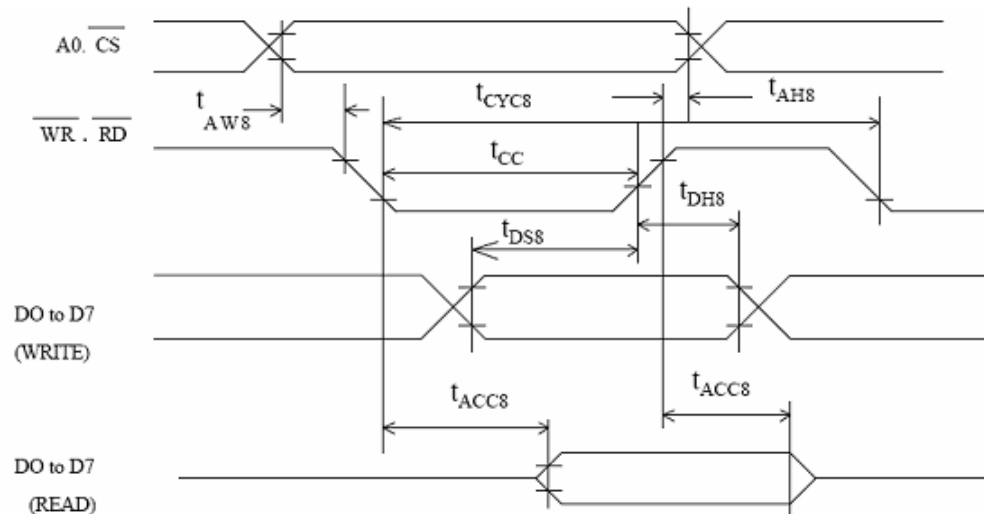 A0. CS
t
AW8
tCYC8
tAH8
WR . RD
tCC
tDH8
tDS8
DO to D7
(WRITE)
tACC8
tACC8
DO to D7
(READ)